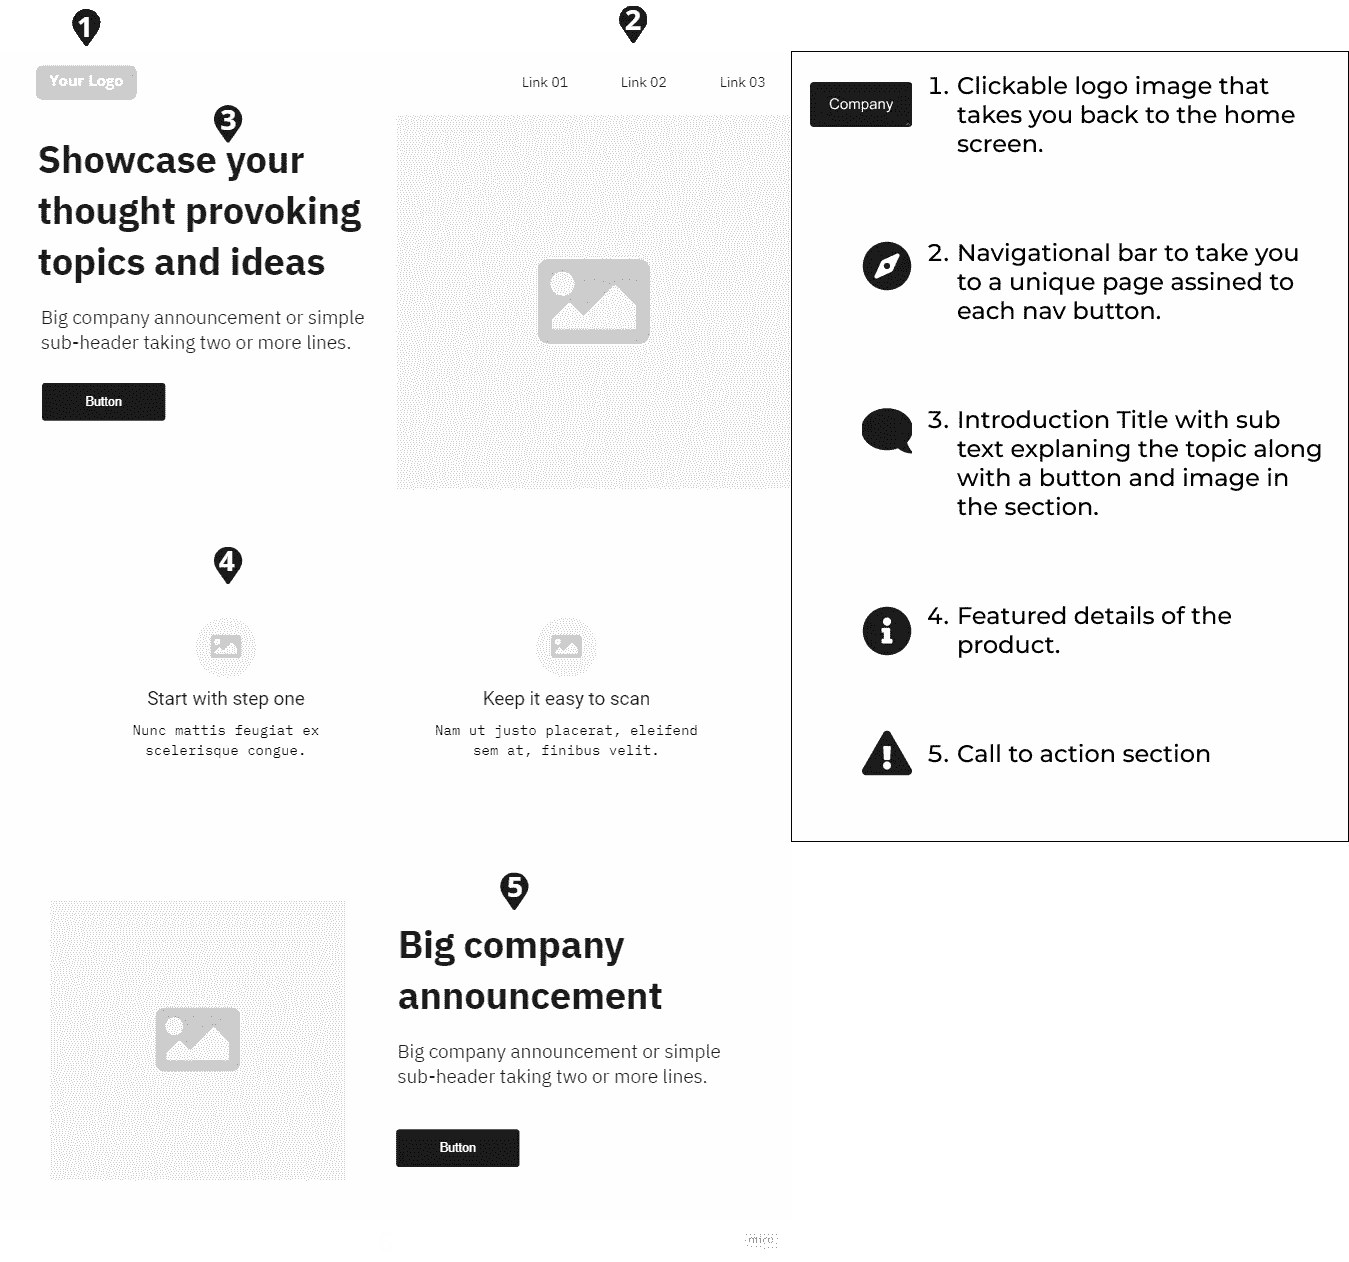 1
2
Your Logo
Link 01 Link 02 Link 03
3
Showcase your
thought provoking
topics and ideas
Big company announcement or simple
sub-header taking two or more lines.
Button
4
Start with step one
Nunc mattis feugiat ex
scelerisque congue.
Keep it easy to scan
Nam ut justo placerat, eleifend
sem at, finibus velit.
5
Big company
announcement
Big company announcement or simple
sub-header taking two or more lines.
Button
miro
Company
1. Clickable logo image that
takes you back to the home
screen.
2. Navigational bar to take you
to a unique page assined to
each nav button.
3. Introduction Title with sub
text explaning the topic along
with a button and image in
the section.
4. Featured details of the
product.
5. Call to action section